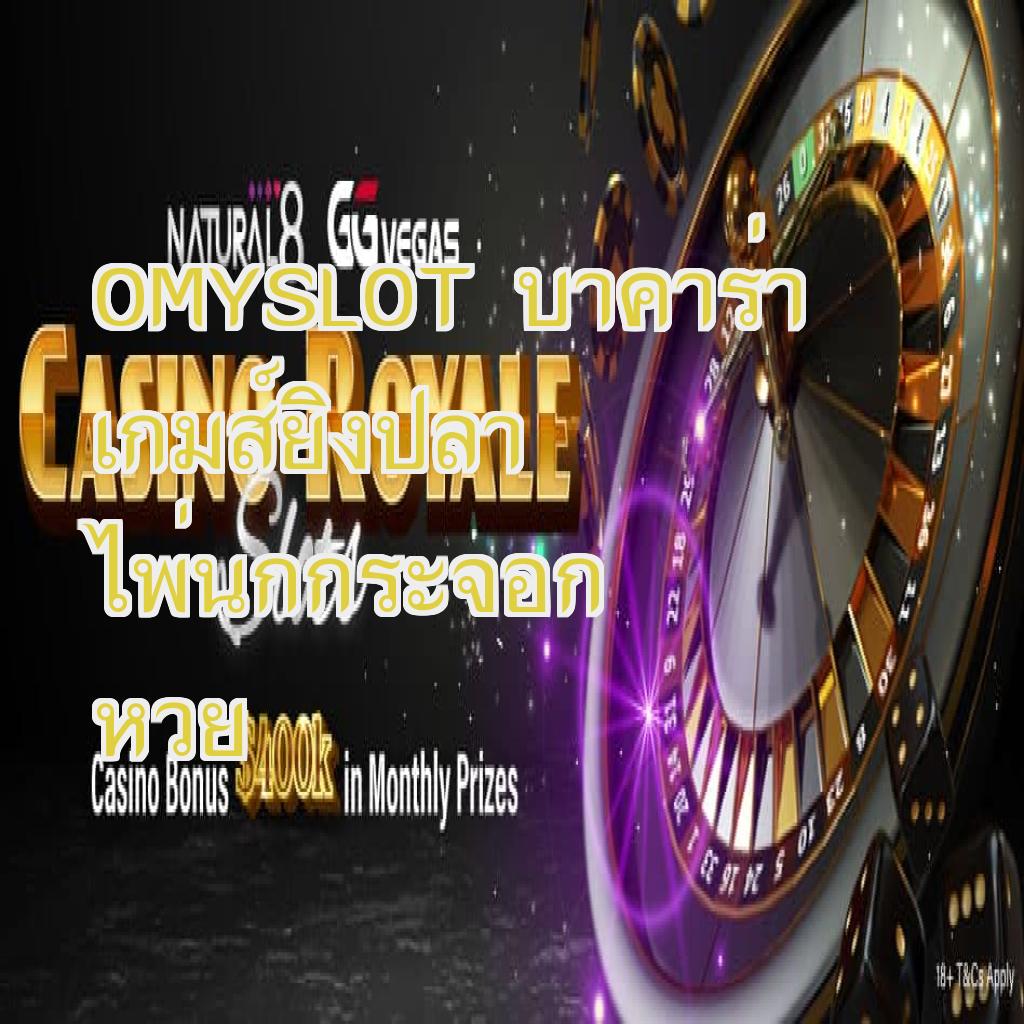 NATURAL8 GGVEGAS
OMYSLOT บาคาร่า
CASINO ROYALE
เกมส์ยิงปลา
Slots
ไพ่นกกระจอก
หวย
Casino Bonus $400k in Monthly Prizes
18+ T&Cs Apply